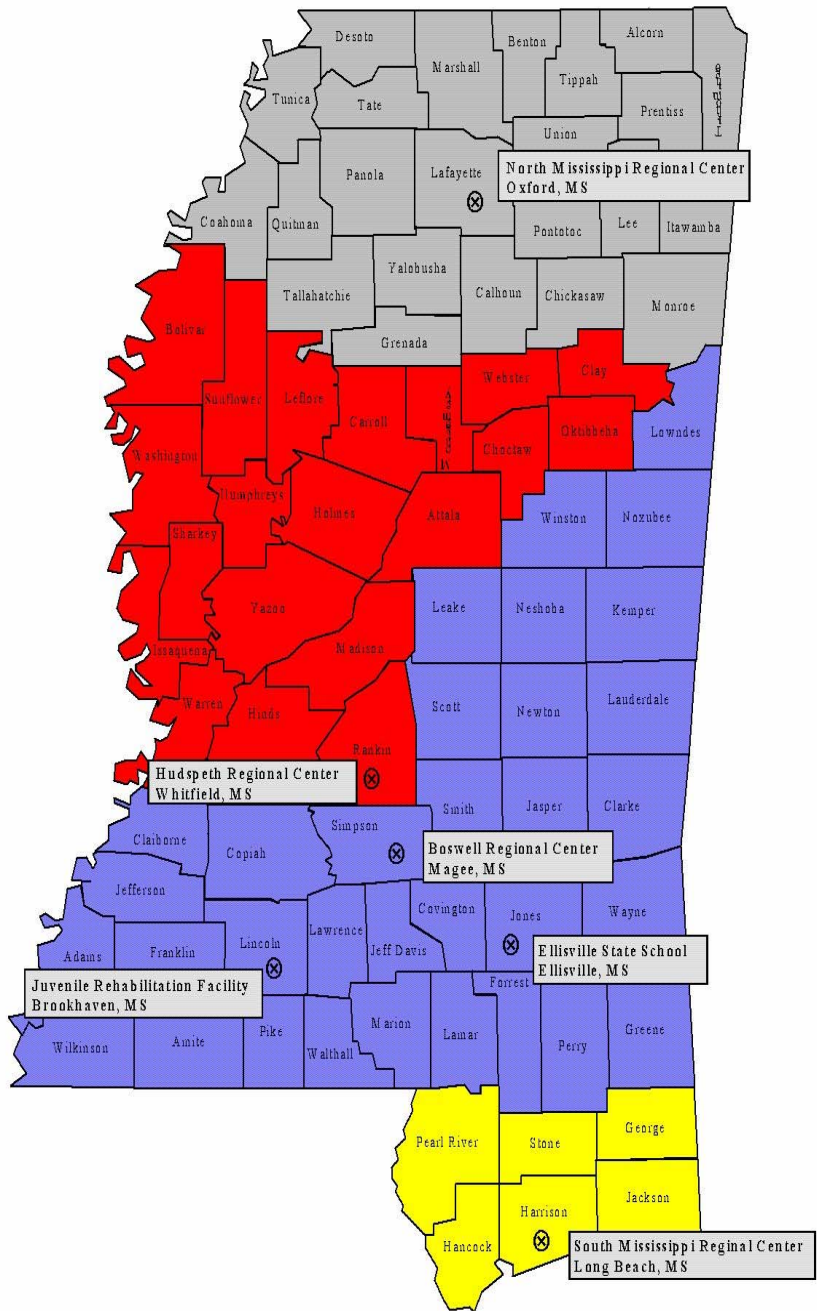 Desoto
Marshall
Benton
Alcorn
Tippah
Tishomingo
Tunica
Tate
Prentiss
Union
North Mississippi Regional Center
Oxford, MS
Panola
Lafayette
Coahoma
Quitman
Pontotoc
Lee
Itawamba
Yalobusha
Tallahatchie
Calhoun
Chickasaw
Monroe
Grenada
Bolivar
Sunflower
Leflore
Carroll
Montgomery
Webster
Clay
Choctaw
Oktibbeha
Lowndes
Washington
Humphreys
Holmes
Attala
Winston
Noxubee
Sharkey
Yazoo
Leake
Neshoba
Kemper
Issaquena
Madison
Warren
Hinds
Rankin
Scott
Newton
Lauderdale
Hudspeth Regional Center
Whitfield, MS
Smith
Jasper
Clarke
Claiborne
Copiah
Simpson
Boswell Regional Center
Magee, MS
Jefferson
Lawrence
Covington
Jones
Wayne
Adams
Franklin
Lincoln
Jeff Davis
Ellisville State School
Ellisville, MS
Juvenile Rehabilitation Facility
Brookhaven, MS
Forrest
Wilkinson
Amite
Pike
Walthall
Marion
Lamar
Perry
Greene
Pearl River
Stone
George
Hancock
Harrison
Jackson
South Mississippi Reginal Center
Long Beach, MS